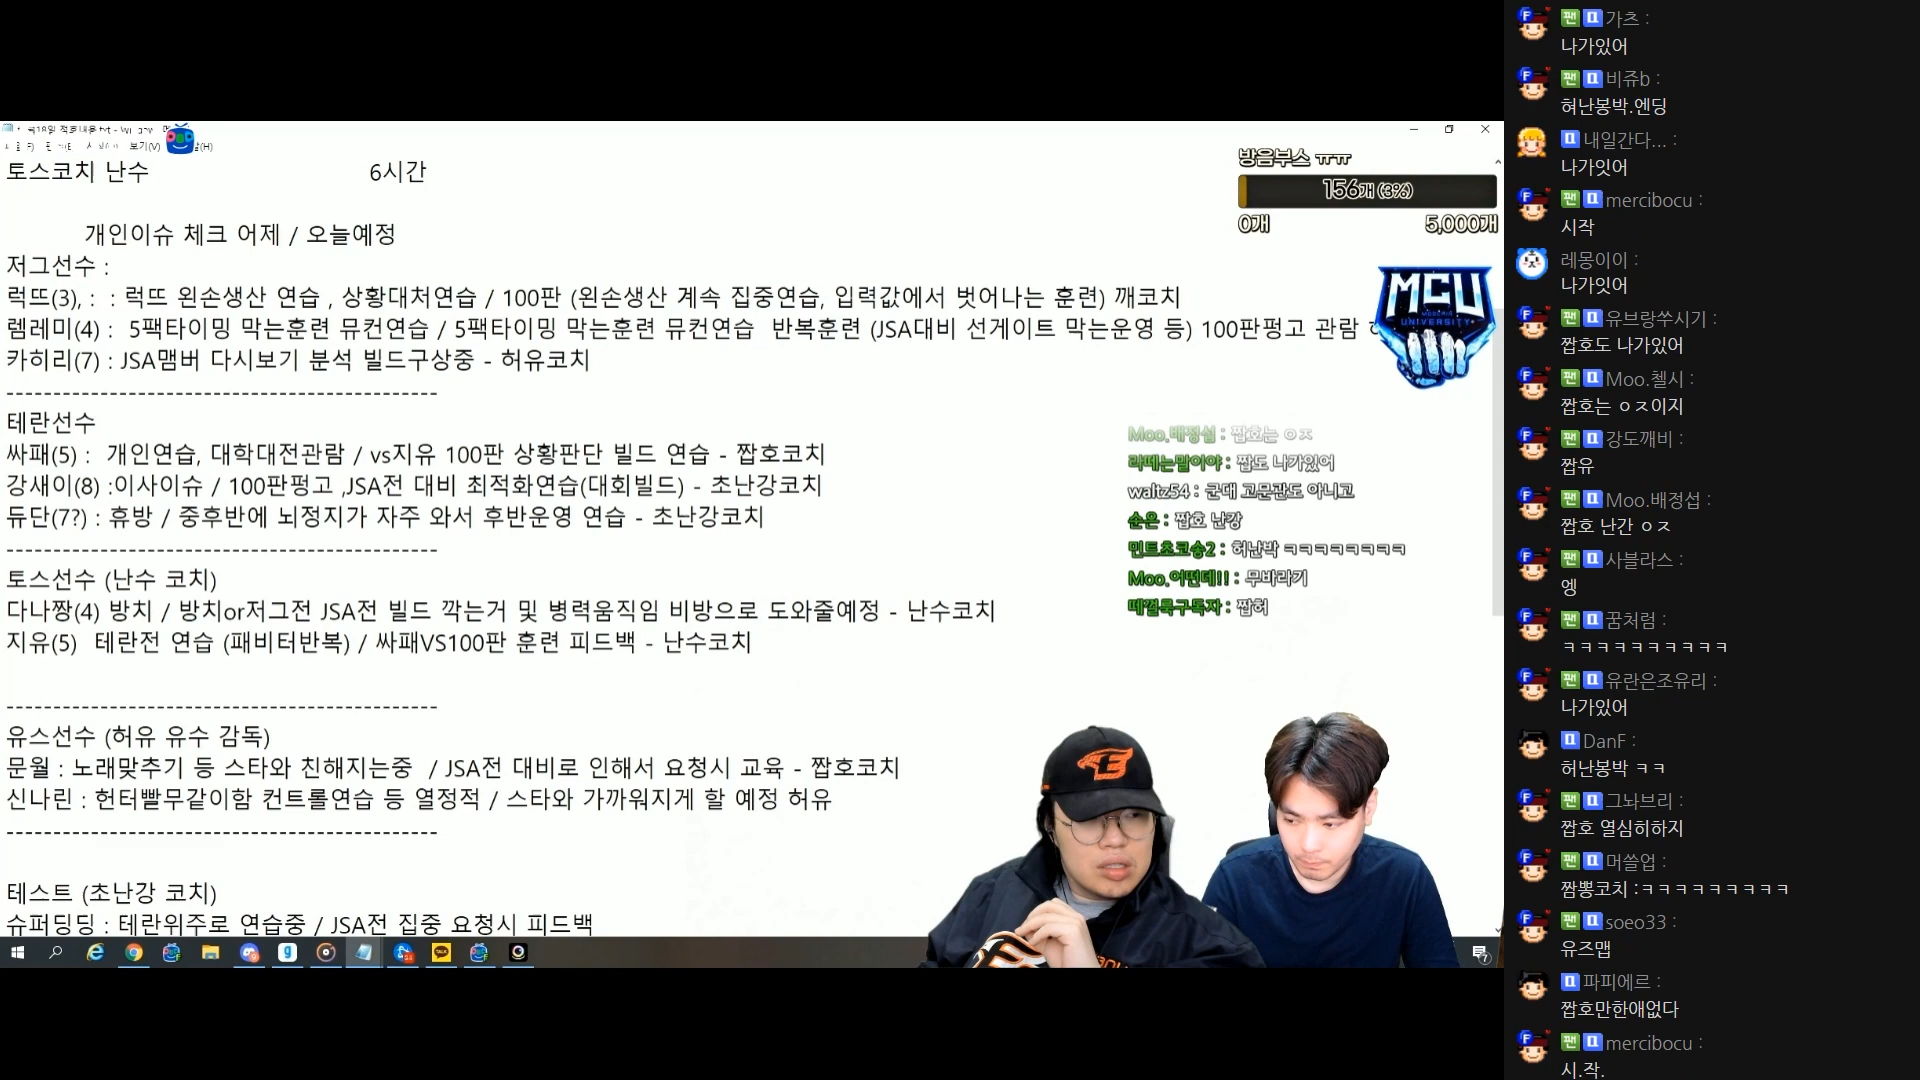 보기(V)
토스코치 난수 6시간
개인이슈 체크 어제 / 오늘예정
저그선수 :
럭뜨(3), : : 럭뜨 왼손생산 연습 , 상황대처연습 / 100판 (왼손생산 계속 집중연습, 입력값에서 벗어나는 훈련) 깨코치
렘레미(4) : 5팩타이밍 막는훈련 뮤컨연습 / 5팩타이밍 막는훈련 뮤컨연습 반복훈련 (JSA대비 선게이트 막는운영 등) 100판펑고 관람
카히리(7) : JSA맴버 다시보기 분석 빌드구상중 - 허유코치
-----------------------------------------------
테란선수
싸패(5) : 개인연습, 대학대전관람 / vs지유 100판 상황판단 빌드 연습 - 짭호코치
강새이(8) :이사이슈 / 100판펑고 ,JSA전 대비 최적화연습(대회빌드) - 초난강코치
듀단(7?) : 휴방 / 중후반에 뇌정지가 자주 와서 후반운영 연습 - 초난강코치
-----------------------------------------------
토스선수 (난수 코치)
다나짱(4) 방치 / 방치or저그전 JSA전 빌드 깍는거 및 병력움직임 비방으로 도와줄예정 - 난수코치
지유(5) 테란전 연습 (패비터반복) / 싸패VS100판 훈련 피드백 - 난수코치
-----------------------------------------------
유스선수 (허유 유수 감독)
문월 : 노래맞추기 등 스타와 친해지는중 / JSA전 대비로 인해서 요청시 교육 - 짭호코치
신나린 : 헌터빨무같이함 컨트롤연습 등 열정적 / 스타와 가까워지게 할 예정 허유
-----------------------------------------------
테스트 (초난강 코치)
슈퍼딩딩 : 테란위주로 연습중 / JSA전 집중 요청시 피드백
방음부스 ㅠㅠ
156개 (3%)
0개 5,000개
MCU
UNIVERSITY
Moo.배정섭 : 짭호는 ㅇㅈ
라떼는말이야 : 짭도 나가있어
waltz54 : 군대 고문관도 아니고
순은 : 짭호 난강
민트초코송2 : 허난박 ㅋㅋㅋㅋㅋㅋㅋㅋ
Moo.어떤데!! : 무바라기
떼껄룩구독자 : 짭허
7
팬 가츠 :
나가있어
팬 비쥬b :
허난봉박.엔딩
내일간다... :
나가잇어
팬 mercibocu :
시작
레몽이이 :
나가잇어
팬 유브랑쑤시기 :
짭호도 나가있어
팬 Moo.첼시 :
짭호는 ㅇㅈ이지
팬 강도깨비 :
짭유
팬 Moo.배정섭 :
짭호 난간 ㅇㅈ
팬 사블라스 :
엥
팬 꿈처럼 :
ㅋㅋㅋㅋㅋㅋㅋㅋㅋㅋ
팬 유란은조유리 :
나가있어
DanF :
허난봉박 ㅋㅋ
팬 그놔브리 :
짭호 열심히하지
팬 머쓸업 :
짬뽕코치 :ㅋㅋㅋㅋㅋㅋㅋㅋㅋ
팬 soeo33 :
유즈맵
파피에르 :
짭호만한애없다
팬 mercibocu :
시.작.